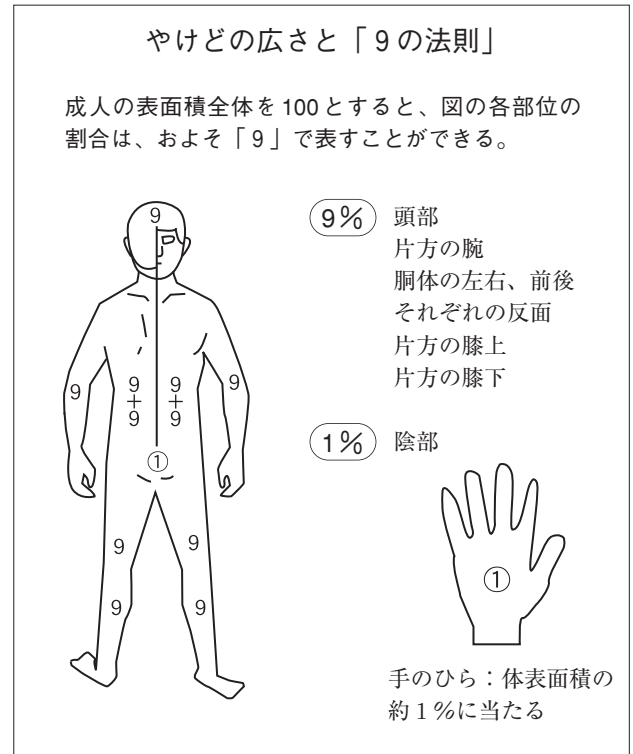 やけどの広さと「9の法則」
成人の表面積全体を100とすると、図の各部位の
割合は、およそ「9」で表すことができる。
9%　頭部
片方の腕
胴体の左右、前後
それぞれの反面
片方の膝上
片方の膝下
1%　陰部
9
9
9
+
9
9
+
9
9
①
9
9
9
9
①
手のひら：体表面積の
約1%に当たる